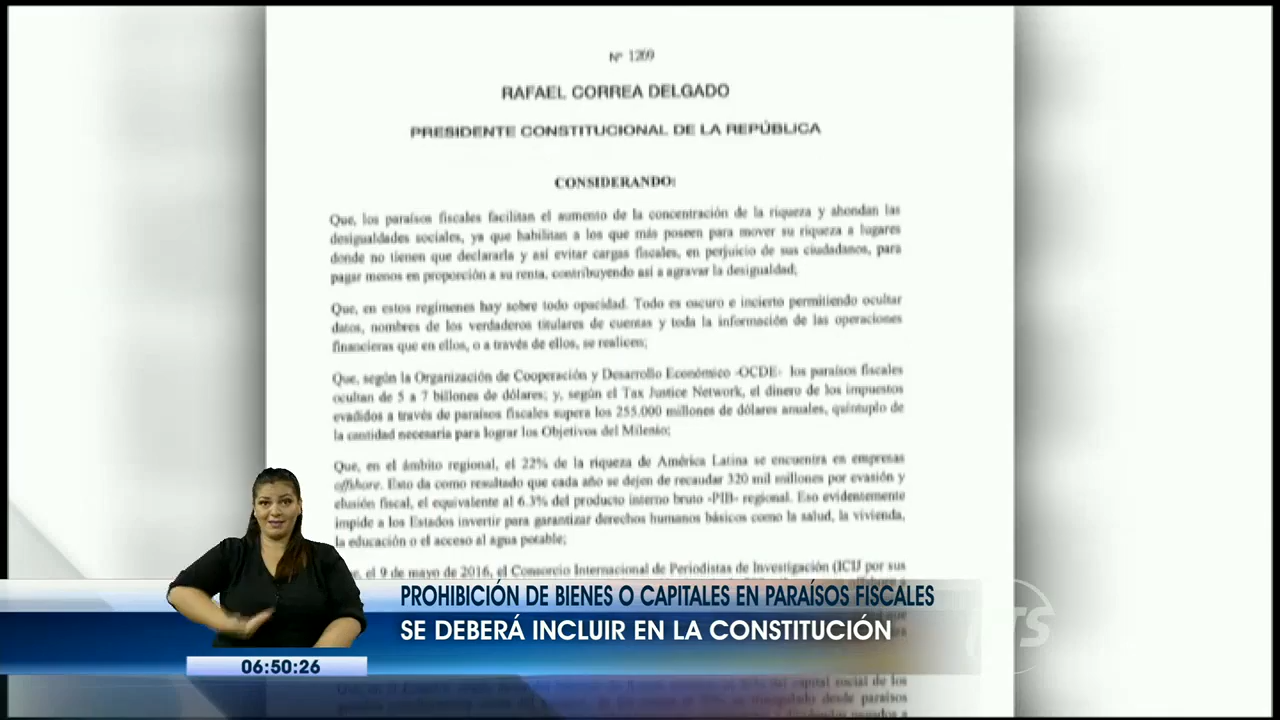 Nº 1269
RAFAEL CORREA DELGADO
PRESIDENTE CONSTITUCIONAL DE LA REPÚBLICA
CONSIDERANDO:
Que, los paraísos fiscales facilitan el aumento de la concentración de la riqueza y ahondan las
desigualdades sociales, ya que habilitan a los que más poseen para mover su riqueza a lugares
donde no tienen que declararla y así evitar cargas fiscales, en perjuicio de sus ciudadanos, para
pagar menos en proporción a su renta, contribuyendo así a agravar la desigualdad;
Que, en estos regímenes hay sobre todo opacidad. Todo es oscuro e incierto permitiendo ocultar
datos, nombres de los verdaderos titulares de cuentas y toda la información de las operaciones
financieras que en ellos, o a través de ellos, se realicen;
Que, según la Organización de Cooperación y Desarrollo Económico -OCDE- los paraísos fiscales
ocultan de 5 a 7 billones de dólares; y, según el Tax Justice Network, el dinero de los impuestos
evadidos a través de paraísos fiscales supera los 255.000 millones de dólares anuales, quíntuplo de
la cantidad necesaria para lograr los Objetivos del Milenio;
Que, en el ámbito regional, el 22% de la riqueza de América Latina se encuentra en empresas
offshore. Esto da como resultado que cada año se dejen de recaudar 320 mil millones por evasión y
elusión fiscal, el equivalente al 6.3% del producto interno bruto -PIB- regional. Eso evidentemente
impide a los Estados invertir para garantizar derechos humanos básicos como la salud, la vivienda,
la educación o el acceso al agua potable;
el 9 de mayo de 2016, el Consorcio Internacional de Periodistas de Investigación (ICIJ por sus
PROHIBICIÓN DE BIENES O CAPITALES EN PARAÍSOS FISCALES
SE DEBERÁ INCLUIR EN LA CONSTITUCIÓN
TS
06:50:26
capital social de los
desde paraísos